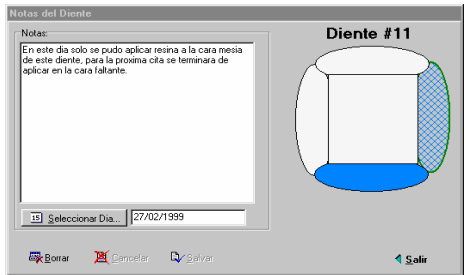 Notas del Diente
Notas:
Diente #11
En este dia solo se pudo aplicar resina a la cara mesia
de este diente, para la proxima cita se terminara de
aplicar en la cara faltante.
15 Seleccionar Dia... 27/02/1999
Borrar Cancelar Salvar Salir